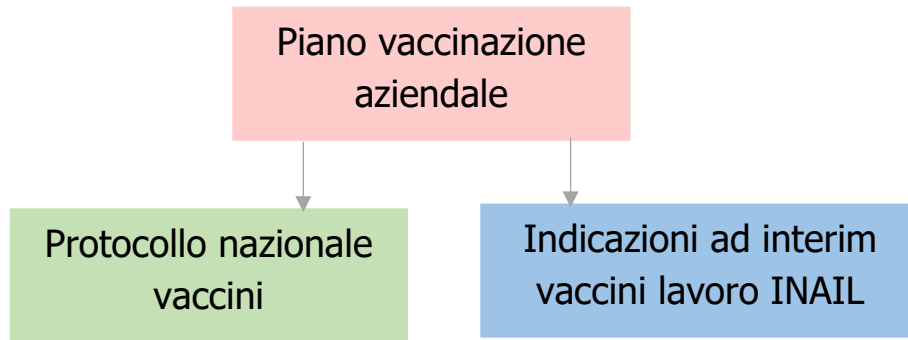 Piano vaccinazione
aziendale
Protocollo nazionale
vaccini
Indicazioni ad interim
vaccini lavoro INAIL